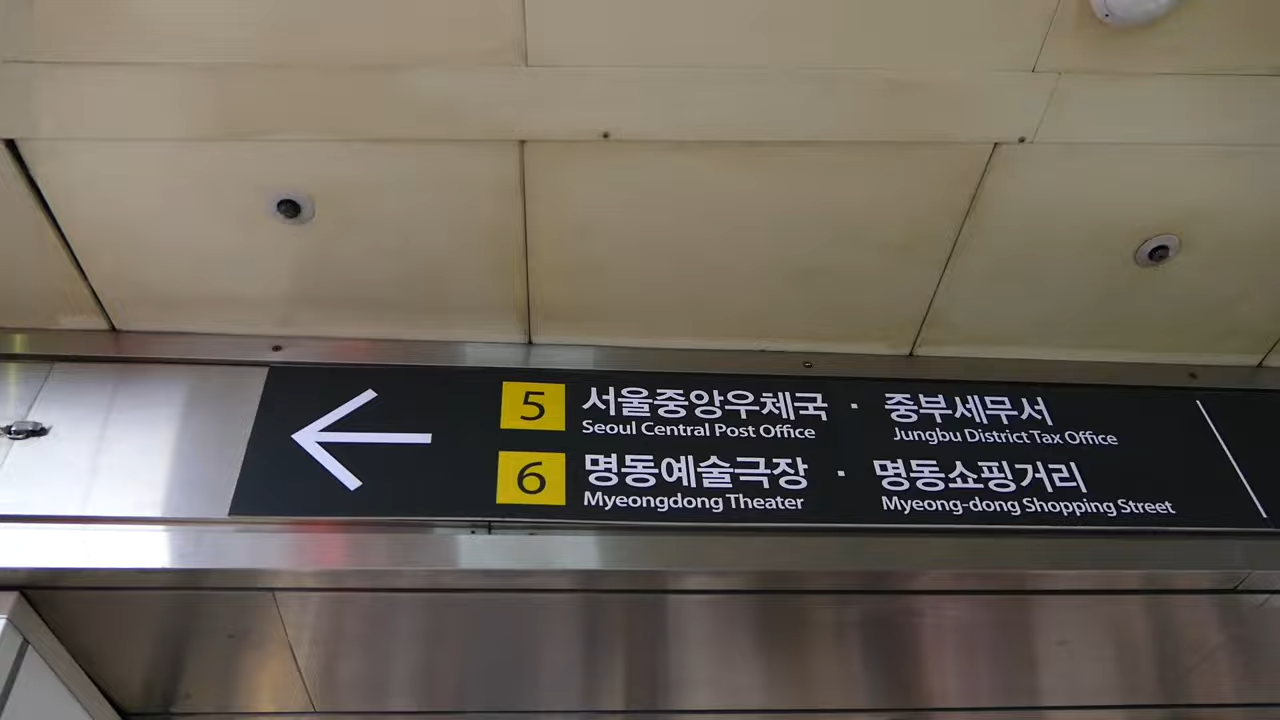 5 서울중앙우체국 · 중부세무서
Seoul Central Post Office Jungbu District Tax Office
6 명동예술극장 · 명동쇼핑거리
Myeongdong Theater Myeong-dong Shopping Street